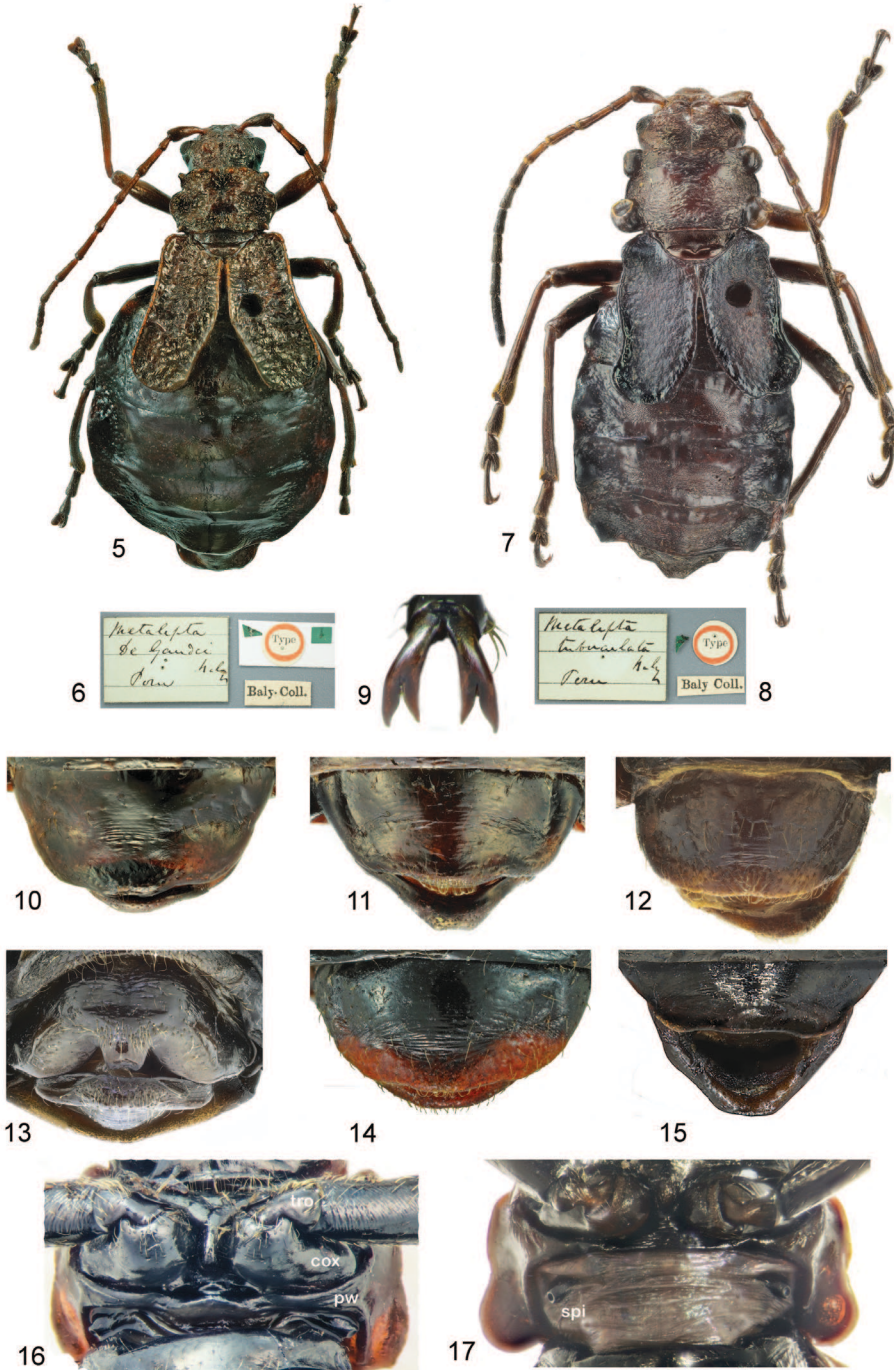 5
7
Metalepta
De Gandei
Baly
Peru
Type
Baly. Coll.
6
9
Metalepta
tuberculata
Baly
Peru
Type
Baly Coll.
8
10
11
12
13
14
15
tro
cox
pw
16
spi
17